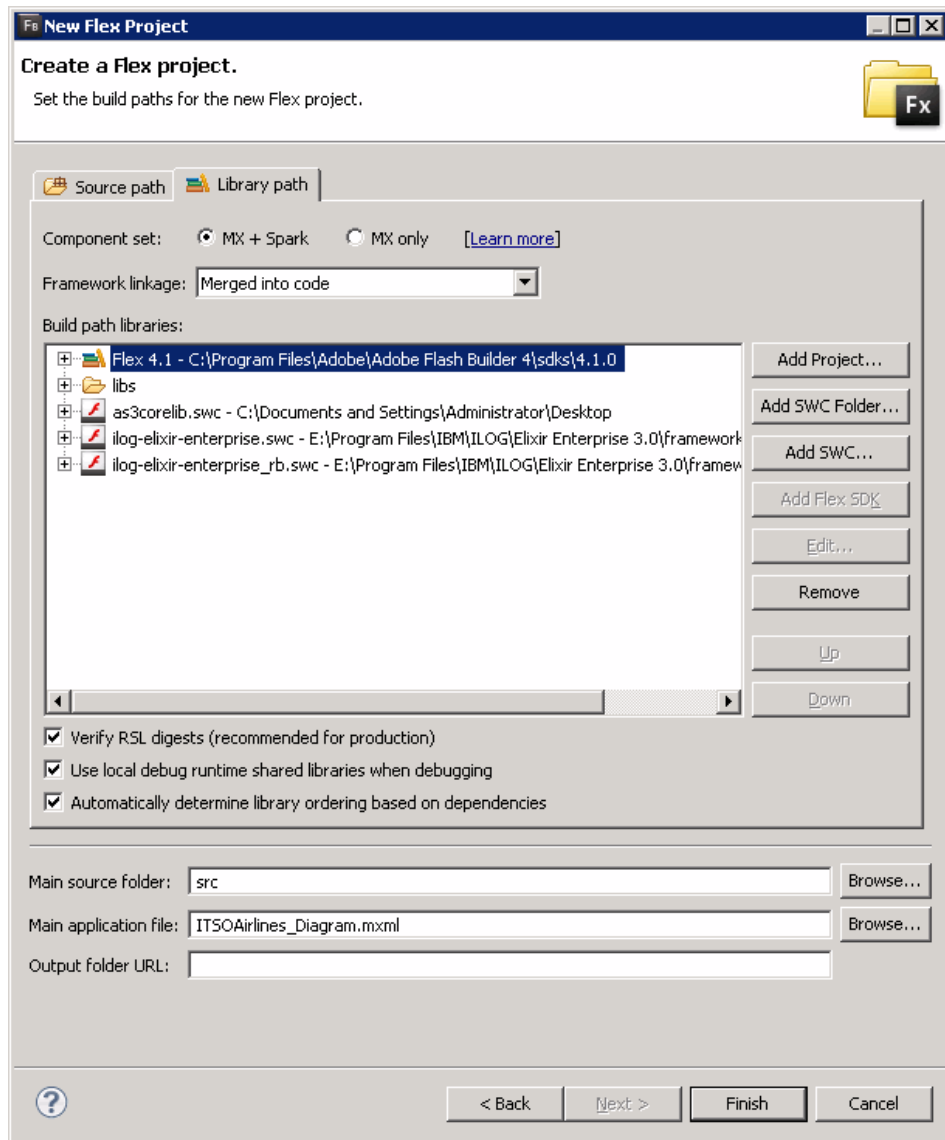 Fb New Flex Project
Create a Flex project.
Set the build paths for the new Flex project.
Fx
Source path Library path
Component set: MX + Spark MX only [Learn more]
Framework linkage: Merged into code
Build path libraries:
Flex 4.1 - C:\Program Files\Adobe\Adobe Flash Builder 4\sdks\4.1.0
libs
as3corelib.swc - C:\Documents and Settings\Administrator\Desktop
ilog-elixir-enterprise.swc - E:\Program Files\IBM\ILOG\Elixir Enterprise 3.0\framework
ilog-elixir-enterprise_rb.swc - E:\Program Files\IBM\ILOG\Elixir Enterprise 3.0\framew
Add Project...
Add SWC Folder...
Add SWC...
Add Flex SDK
Edit...
Remove
Up
Down
Verify RSL digests (recommended for production)
Use local debug runtime shared libraries when debugging
Automatically determine library ordering based on dependencies
Main source folder: src Browse...
Main application file: ITSOAirlines_Diagram.mxml Browse...
Output folder URL:
? < Back Next > Finish Cancel